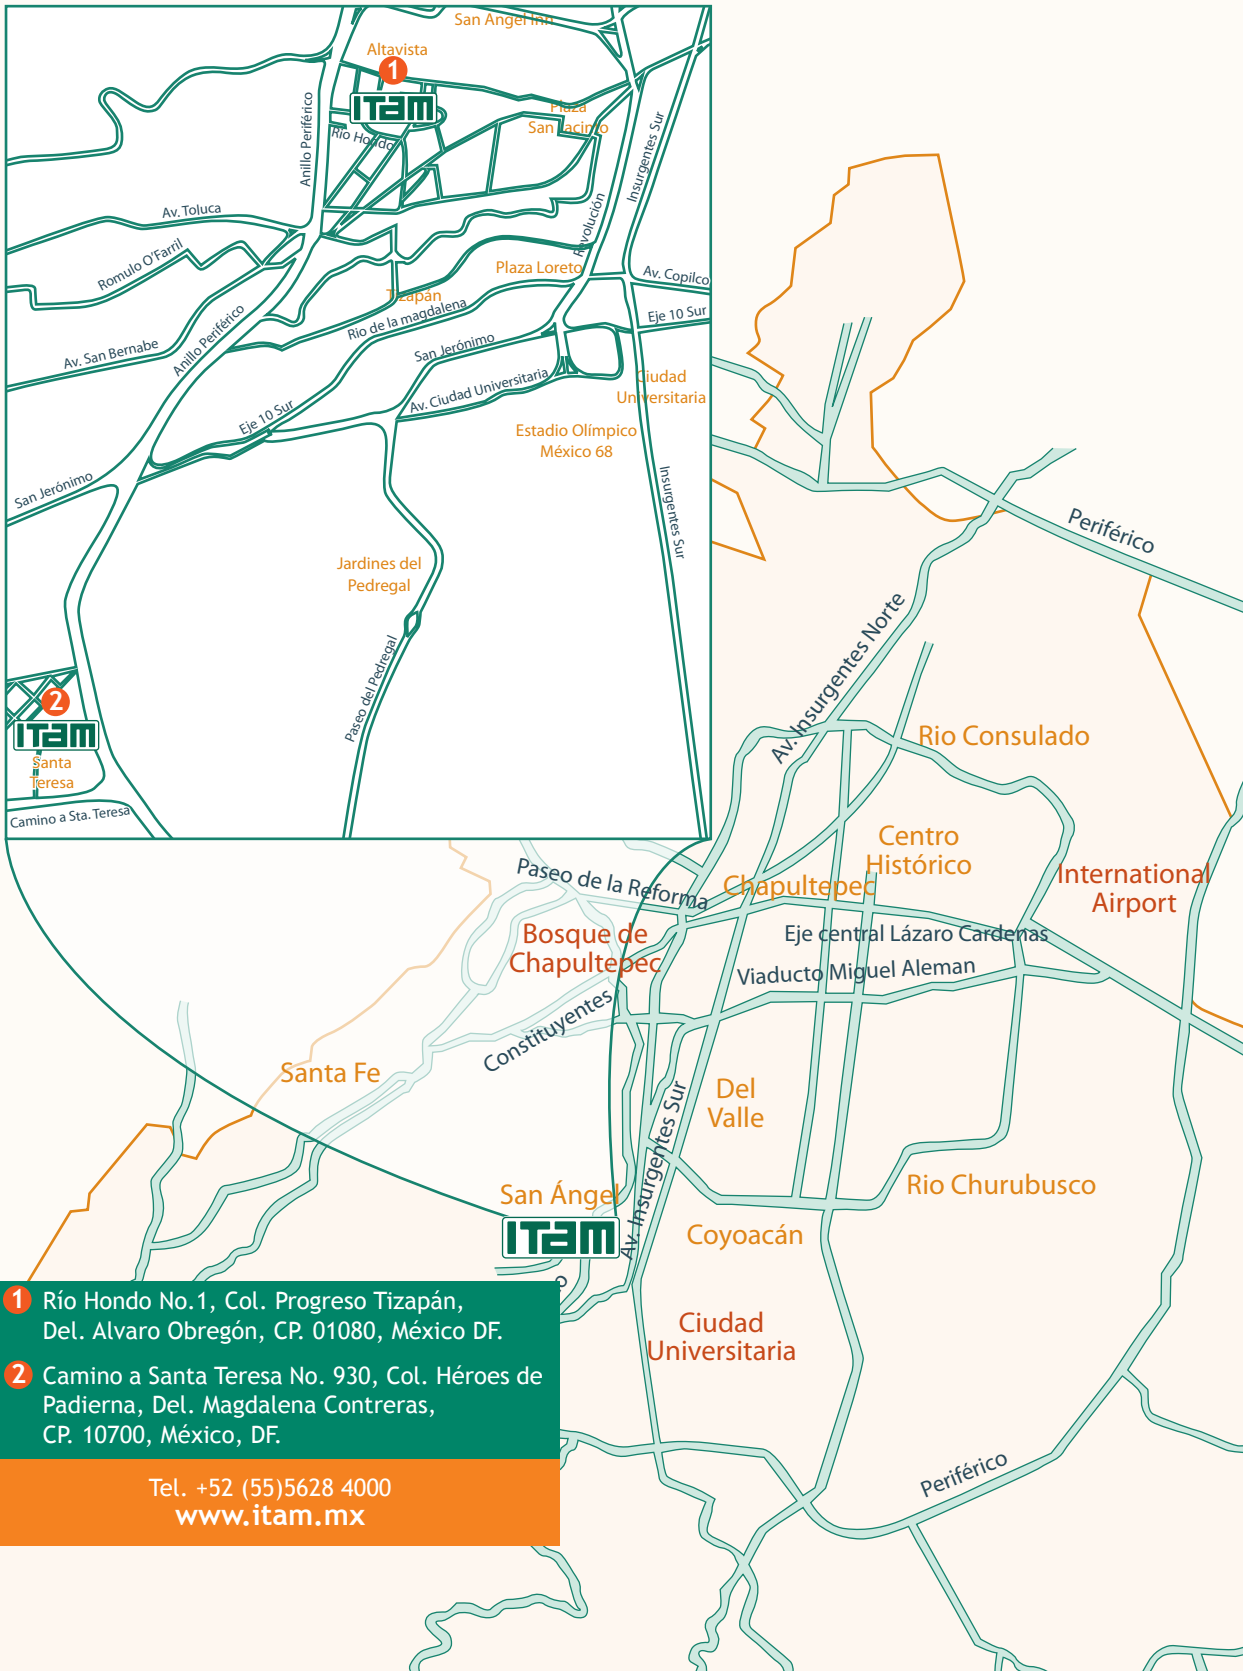 San Angel Inn
Altavista
1
ITAM
Plaza
San Jacinto
Río Hondo
Anillo Periférico
Insurgentes Sur
Revolución
Av. Toluca
Romulo O'Farril
Plaza Loreto
Av. Copilco
Tizapán
Rio de la magdalena
Eje 10 Sur
Anillo Periférico
San Jerónimo
Av. San Bernabe
Av. Ciudad Universitaria
Ciudad
Universitaria
Eje 10 Sur
Estadio Olímpico
México 68
San Jerónimo
Insurgentes Sur
Jardines del
Pedregal
Paseo del Pedregal
2
ITAM
Santa
Teresa
Camino a Sta. Teresa
Periférico
Av. Insurgentes Norte
Rio Consulado
Centro
Histórico
International
Airport
Paseo de la Reforma
Chapultepec
Bosque de
Chapultepec
Eje central Lázaro Cardenas
Viaducto Miguel Aleman
Constituyentes
Santa Fe
Del
Valle
Av. Insurgentes Sur
San Ángel
ITAM
Rio Churubusco
Coyoacán
Ciudad
Universitaria
Periférico
1 Río Hondo No.1, Col. Progreso Tizapán,
Del. Alvaro Obregón, CP. 01080, México DF.
2 Camino a Santa Teresa No. 930, Col. Héroes de
Padierna, Del. Magdalena Contreras,
CP. 10700, México, DF.
Tel. +52 (55)5628 4000
www.itam.mx